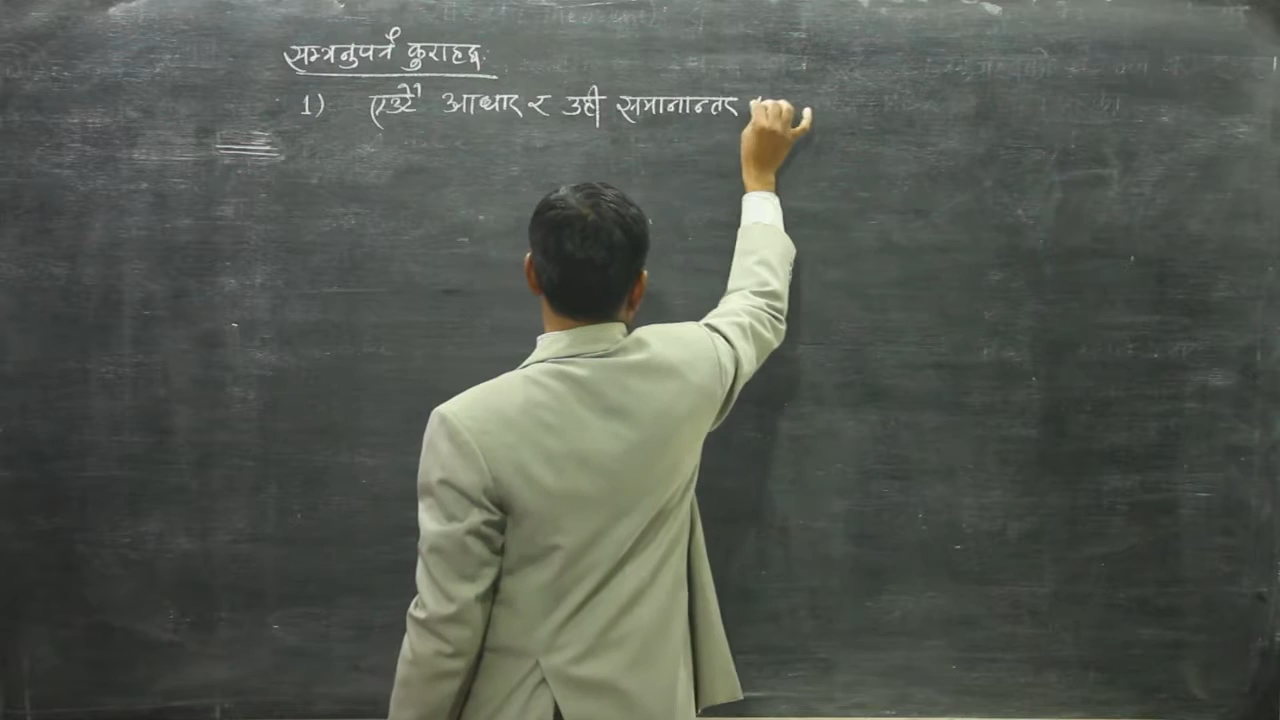 सम्झनुपर्ने कुराहरु:
1) एउटै आधार र उही समानान्तर